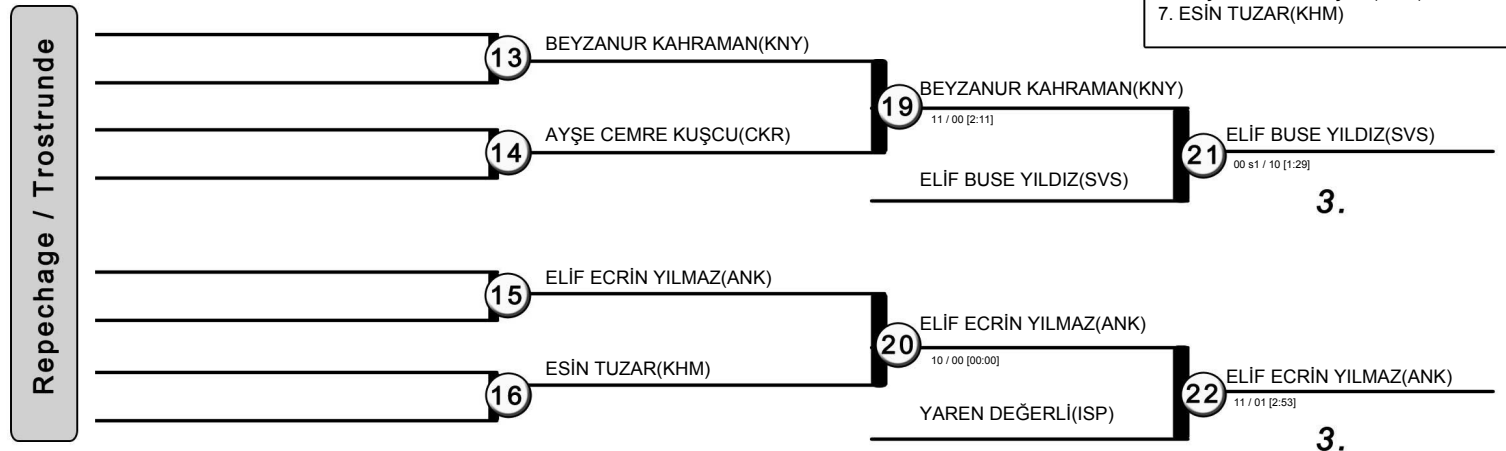 7. ESİN TUZAR(KHM)
Repechage / Trostrunde
13
BEYZANUR KAHRAMAN(KNY)
14
AYŞE CEMRE KUŞCU(CKR)
19
BEYZANUR KAHRAMAN(KNY)
11 / 00 [2:11]
ELİF BUSE YILDIZ(SVS)
21
ELİF BUSE YILDIZ(SVS)
00 s1 / 10 [1:29]
3.
15
ELİF ECRİN YILMAZ(ANK)
16
ESİN TUZAR(KHM)
20
ELİF ECRİN YILMAZ(ANK)
10 / 00 [00:00]
YAREN DEĞERLİ(ISP)
22
ELİF ECRİN YILMAZ(ANK)
11 / 01 [2:53]
3.